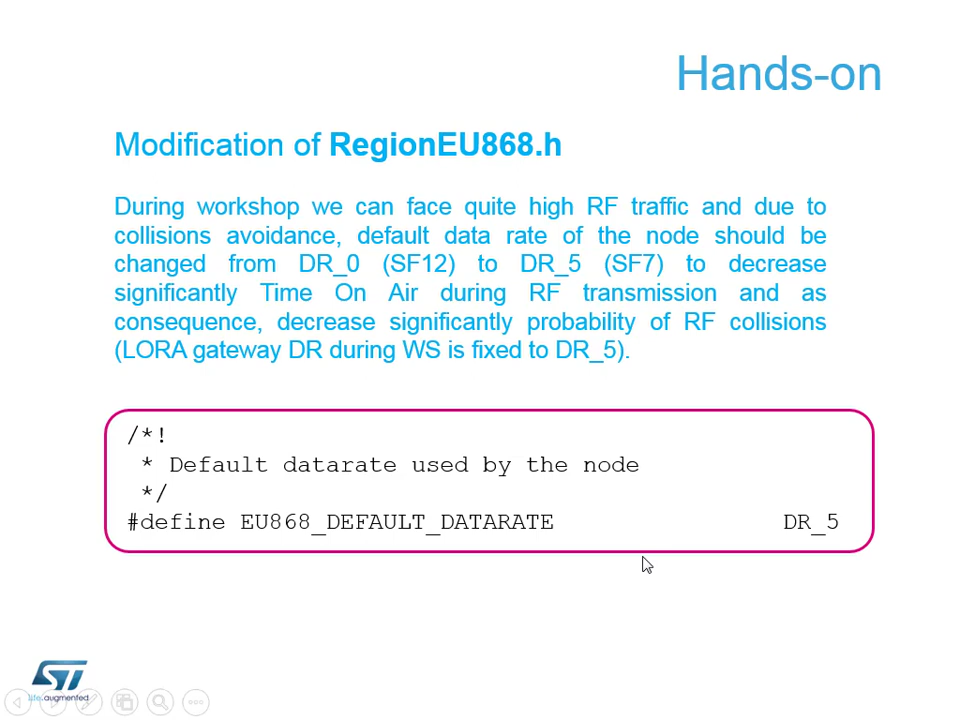 Hands-on
Modification of RegionEU868.h
During workshop we can face quite high RF traffic and due to
collisions avoidance, default data rate of the node should be
changed from DR_0 (SF12) to DR_5 (SF7) to decrease
significantly Time On Air during RF transmission and as
consequence, decrease significantly probability of RF collisions
(LORA gateway DR during WS is fixed to DR_5).
/*!
* Default datarate used by the node
*/
#define EU868_DEFAULT_DATARATE DR_5
ST
life.augmented